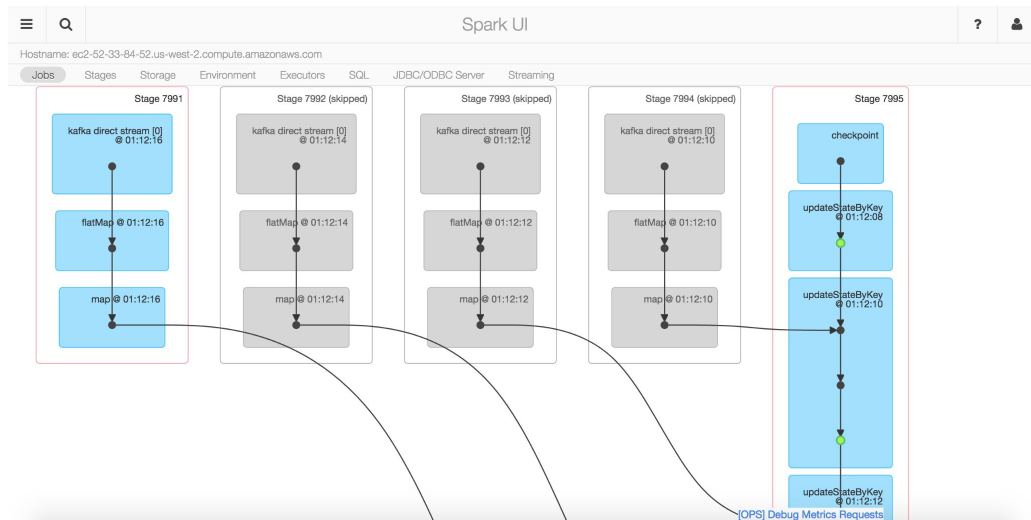 Spark UI
?
Hostname: ec2-52-33-84-52.us-west-2.compute.amazonaws.com
Jobs Stages Storage Environment Executors SQL JDBC/ODBC Server Streaming
Stage 7991
kafka direct stream [0]
@ 01:12:16
flatMap @ 01:12:16
map @ 01:12:16
Stage 7992 (skipped)
kafka direct stream [0]
@ 01:12:14
flatMap @ 01:12:14
map @ 01:12:14
Stage 7993 (skipped)
kafka direct stream [0]
@ 01:12:12
flatMap @ 01:12:12
map @ 01:12:12
Stage 7994 (skipped)
kafka direct stream [0]
@ 01:12:10
flatMap @ 01:12:10
map @ 01:12:10
Stage 7995
checkpoint
updateStateByKey
@ 01:12:08
updateStateByKey
@ 01:12:10
updateStateByKey
@ 01:12:12
[OPS] Debug Metrics Requests